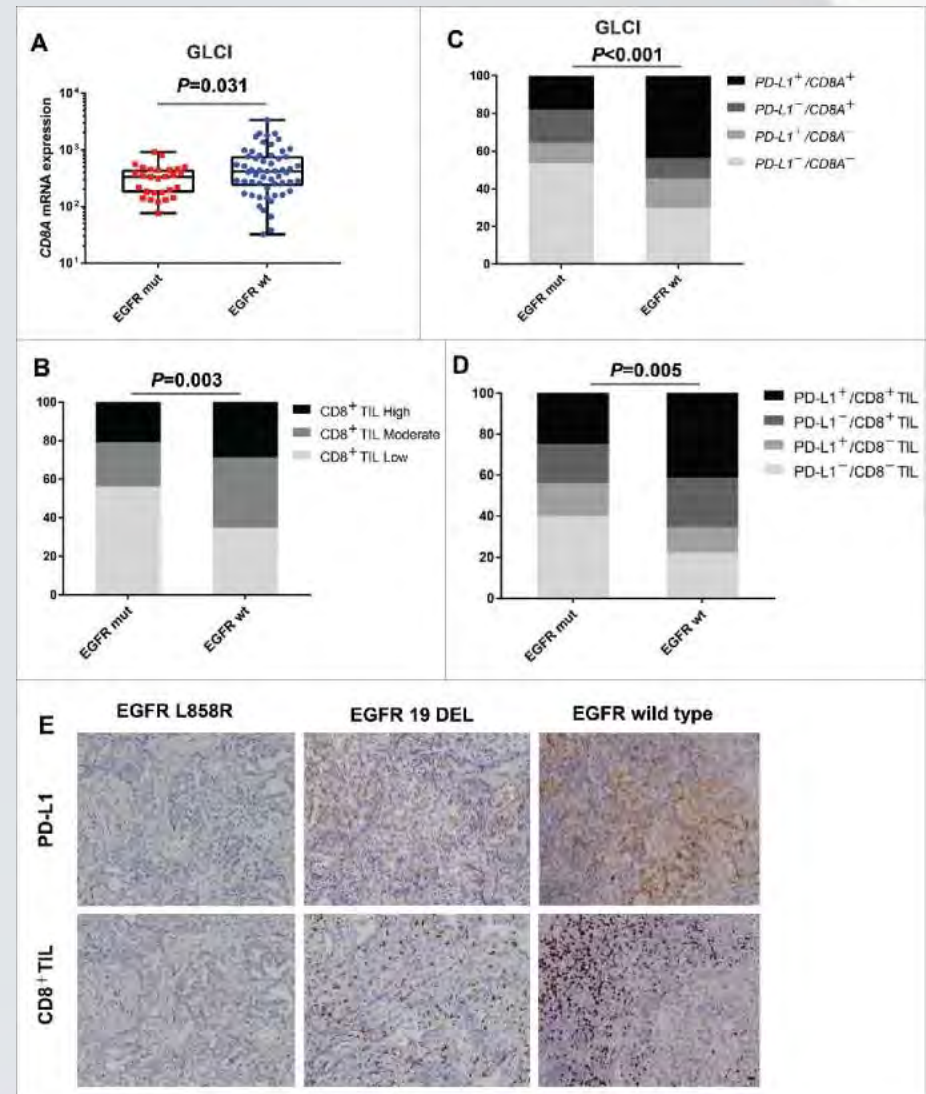 A
GLCI
P=0.031
CD8A mRNA expression
10⁴
10³
10²
10¹
EGFR mut
EGFR wt
C
GLCI
P<0.001
100
80
60
40
20
0
EGFR mut
EGFR wt
PD-L1⁺/CD8A⁺
PD-L1⁻/CD8A⁺
PD-L1⁺/CD8A⁻
PD-L1⁻/CD8A⁻
B
P=0.003
100
80
60
40
20
0
EGFR mut
EGFR wt
CD8⁺ TIL High
CD8⁺ TIL Moderate
CD8⁺ TIL Low
D
P=0.005
100
80
60
40
20
0
EGFR mut
EGFR wt
PD-L1⁺/CD8⁺ TIL
PD-L1⁻/CD8⁺ TIL
PD-L1⁺/CD8⁻ TIL
PD-L1⁻/CD8⁻ TIL
E
EGFR L858R
EGFR 19 DEL
EGFR wild type
PD-L1
CD8⁺TIL